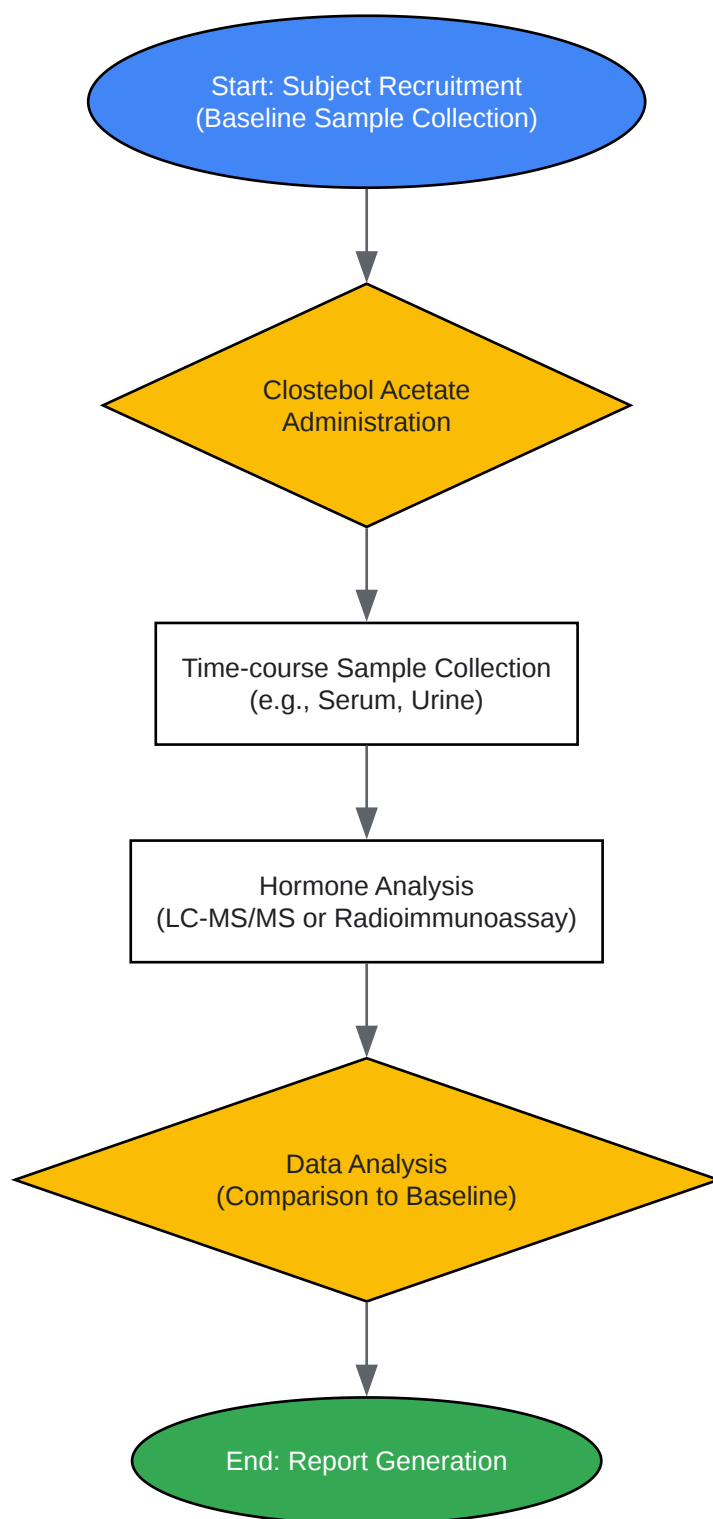 Start: Subject Recruitment
(Baseline Sample Collection)
Clostebol Acetate
Administration
Time-course Sample Collection
(e.g., Serum, Urine)
Hormone Analysis
(LC-MS/MS or Radioimmunoassay)
Data Analysis
(Comparison to Baseline)
End: Report Generation